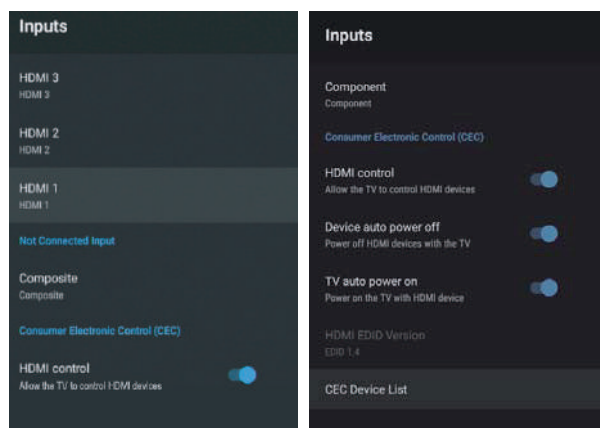 Inputs
HDMI 3
HDMI 3
HDMI 2
HDMI 2
HDMI 1
HDMI 1
Not Connected Input
Composite
Composite
Consumer Electronic Control (CEC)
HDMI control
Allow the TV to control HDMI devices
Inputs
Component
Component
Consumer Electronic Control (CEC)
HDMI control
Allow the TV to control HDMI devices
Device auto power off
Power off HDMI devices with the TV
TV auto power on
Power on the TV with HDMI device
HDMI EDID Version
EDID 1.4
CEC Device List